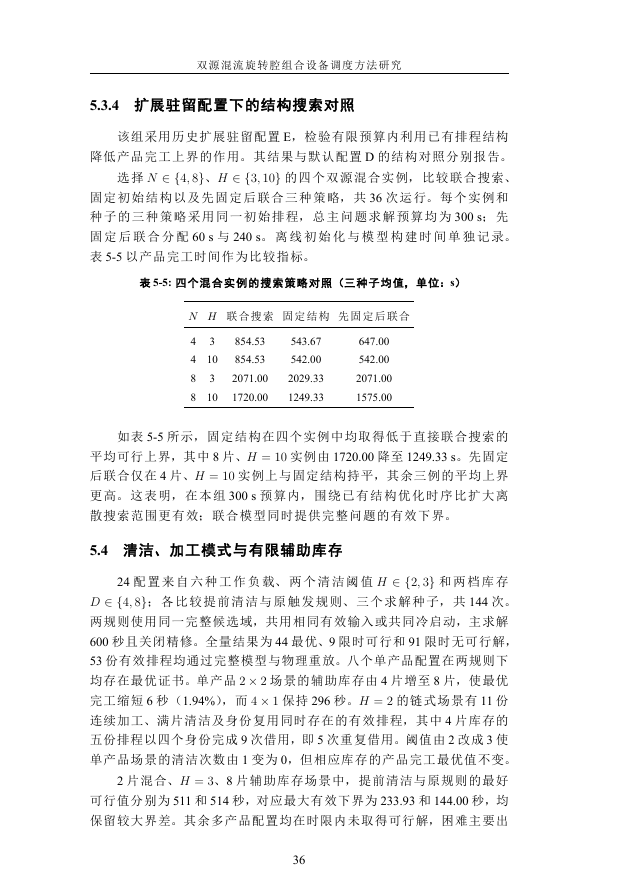 双源混流旋转腔组合设备调度方法研究
5.3.4 扩展驻留配置下的结构搜索对照
该组采用历史扩展驻留配置 E，检验有限预算内利用已有排程结构
降低产品完工上界的作用。其结果与默认配置 D 的结构对照分别报告。
选择 N ∈ {4,8}、H ∈ {3,10} 的四个双源混合实例，比较联合搜索、
固定初始结构以及先固定后联合三种策略，共 36 次运行。每个实例和
种子的三种策略采用同一初始排程，总主问题求解预算均为 300 s；先
固定后联合分配 60 s 与 240 s。离线初始化与模型构建时间单独记录。
表 5-5 以产品完工时间作为比较指标。
表 5-5: 四个混合实例的搜索策略对照（三种子均值，单位：s）
N H 联合搜索 固定结构 先固定后联合
4 3 854.53 543.67 647.00
4 10 854.53 542.00 542.00
8 3 2071.00 2029.33 2071.00
8 10 1720.00 1249.33 1575.00
如表 5-5 所示，固定结构在四个实例中均取得低于直接联合搜索的
平均可行上界，其中 8 片、H = 10 实例由 1720.00 降至 1249.33 s。先固定
后联合仅在 4 片、H = 10 实例上与固定结构持平，其余三例的平均上界
更高。这表明，在本组 300 s 预算内，围绕已有结构优化时序比扩大离
散搜索范围更有效；联合模型同时提供完整问题的有效下界。
5.4 清洁、加工模式与有限辅助库存
24 配置来自六种工作负载、两个清洁阈值 H ∈ {2,3} 和两档库存
D ∈ {4,8}；各比较提前清洁与原触发规则、三个求解种子，共 144 次。
两规则使用同一完整候选域，共用相同有效输入或共同冷启动，主求解
600 秒且关闭精修。全量结果为 44 最优、9 限时可行和 91 限时无可行解，
53 份有效排程均通过完整模型与物理重放。八个单产品配置在两规则下
均存在最优证书。单产品 2 × 2 场景的辅助库存由 4 片增至 8 片，使最优
完工缩短 6 秒（1.94%），而 4 × 1 保持 296 秒。H = 2 的链式场景有 11 份
连续加工、满片清洁及身份复用同时存在的有效排程，其中 4 片库存的
五份排程以四个身份完成 9 次借用，即 5 次重复借用。阈值由 2 改成 3 使
单产品场景的清洁次数由 1 变为 0，但相应库存的产品完工最优值不变。
2 片混合、H = 3、8 片辅助库存场景中，提前清洁与原规则的最好
可行值分别为 511 和 514 秒，对应最大有效下界为 233.93 和 144.00 秒，均
保留较大界差。其余多产品配置均在时限内未取得可行解，困难主要出
36